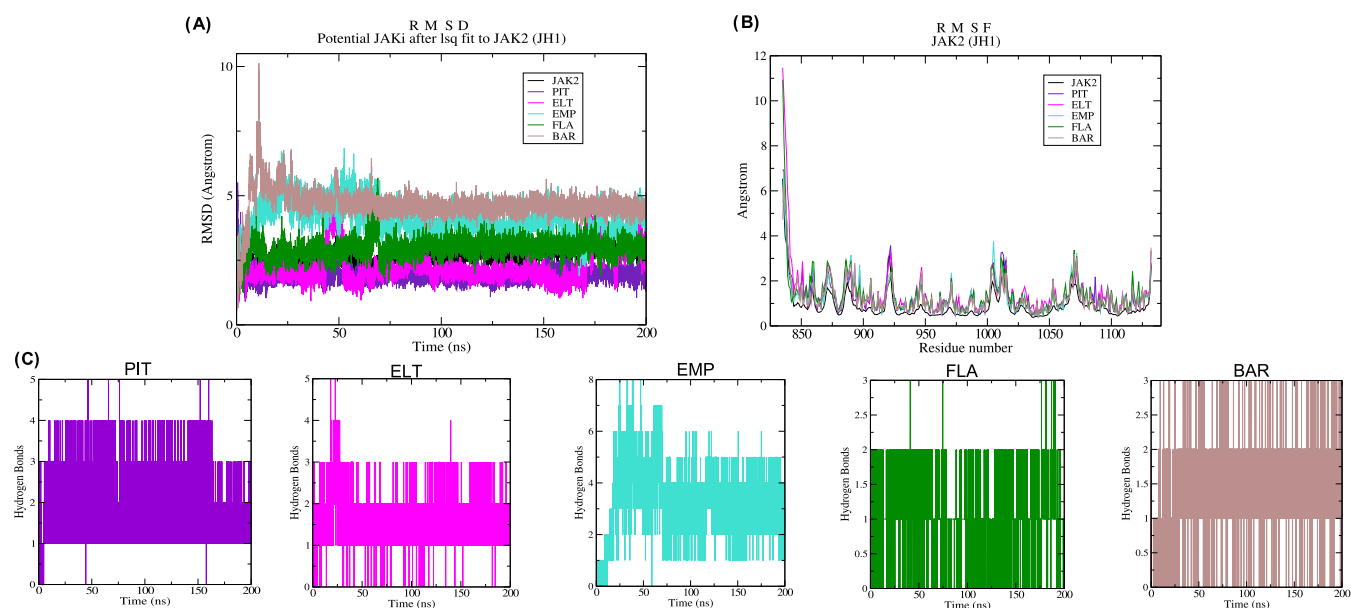 (A)
R M S D
Potential JAKi after lsq fit to JAK2 (JH1)
10
5
0
RMSD (Angstrom)
JAK2
PIT
ELT
EMP
FLA
BAR
0 50 100 150 200
Time (ns)
(B)
R M S F
JAK2 (JH1)
12
10
8
6
4
2
0
Angstrom
JAK2
PIT
ELT
EMP
FLA
BAR
850 900 950 1000 1050 1100
Residue number
(C)
PIT
5
4
3
2
1
0
Hydrogen Bonds
0 50 100 150 200
Time (ns)
ELT
5
4
3
2
1
0
Hydrogen Bonds
0 50 100 150 200
Time (ns)
EMP
8
6
4
2
0
Hydrogen Bonds
0 50 100 150 200
Time (ns)
FLA
3
2.5
2
1.5
1
0.5
0
Hydrogen Bonds
0 50 100 150 200
Time (ns)
BAR
3
2.5
2
1.5
1
0.5
0
Hydrogen Bonds
0 50 100 150 200
Time (ns)